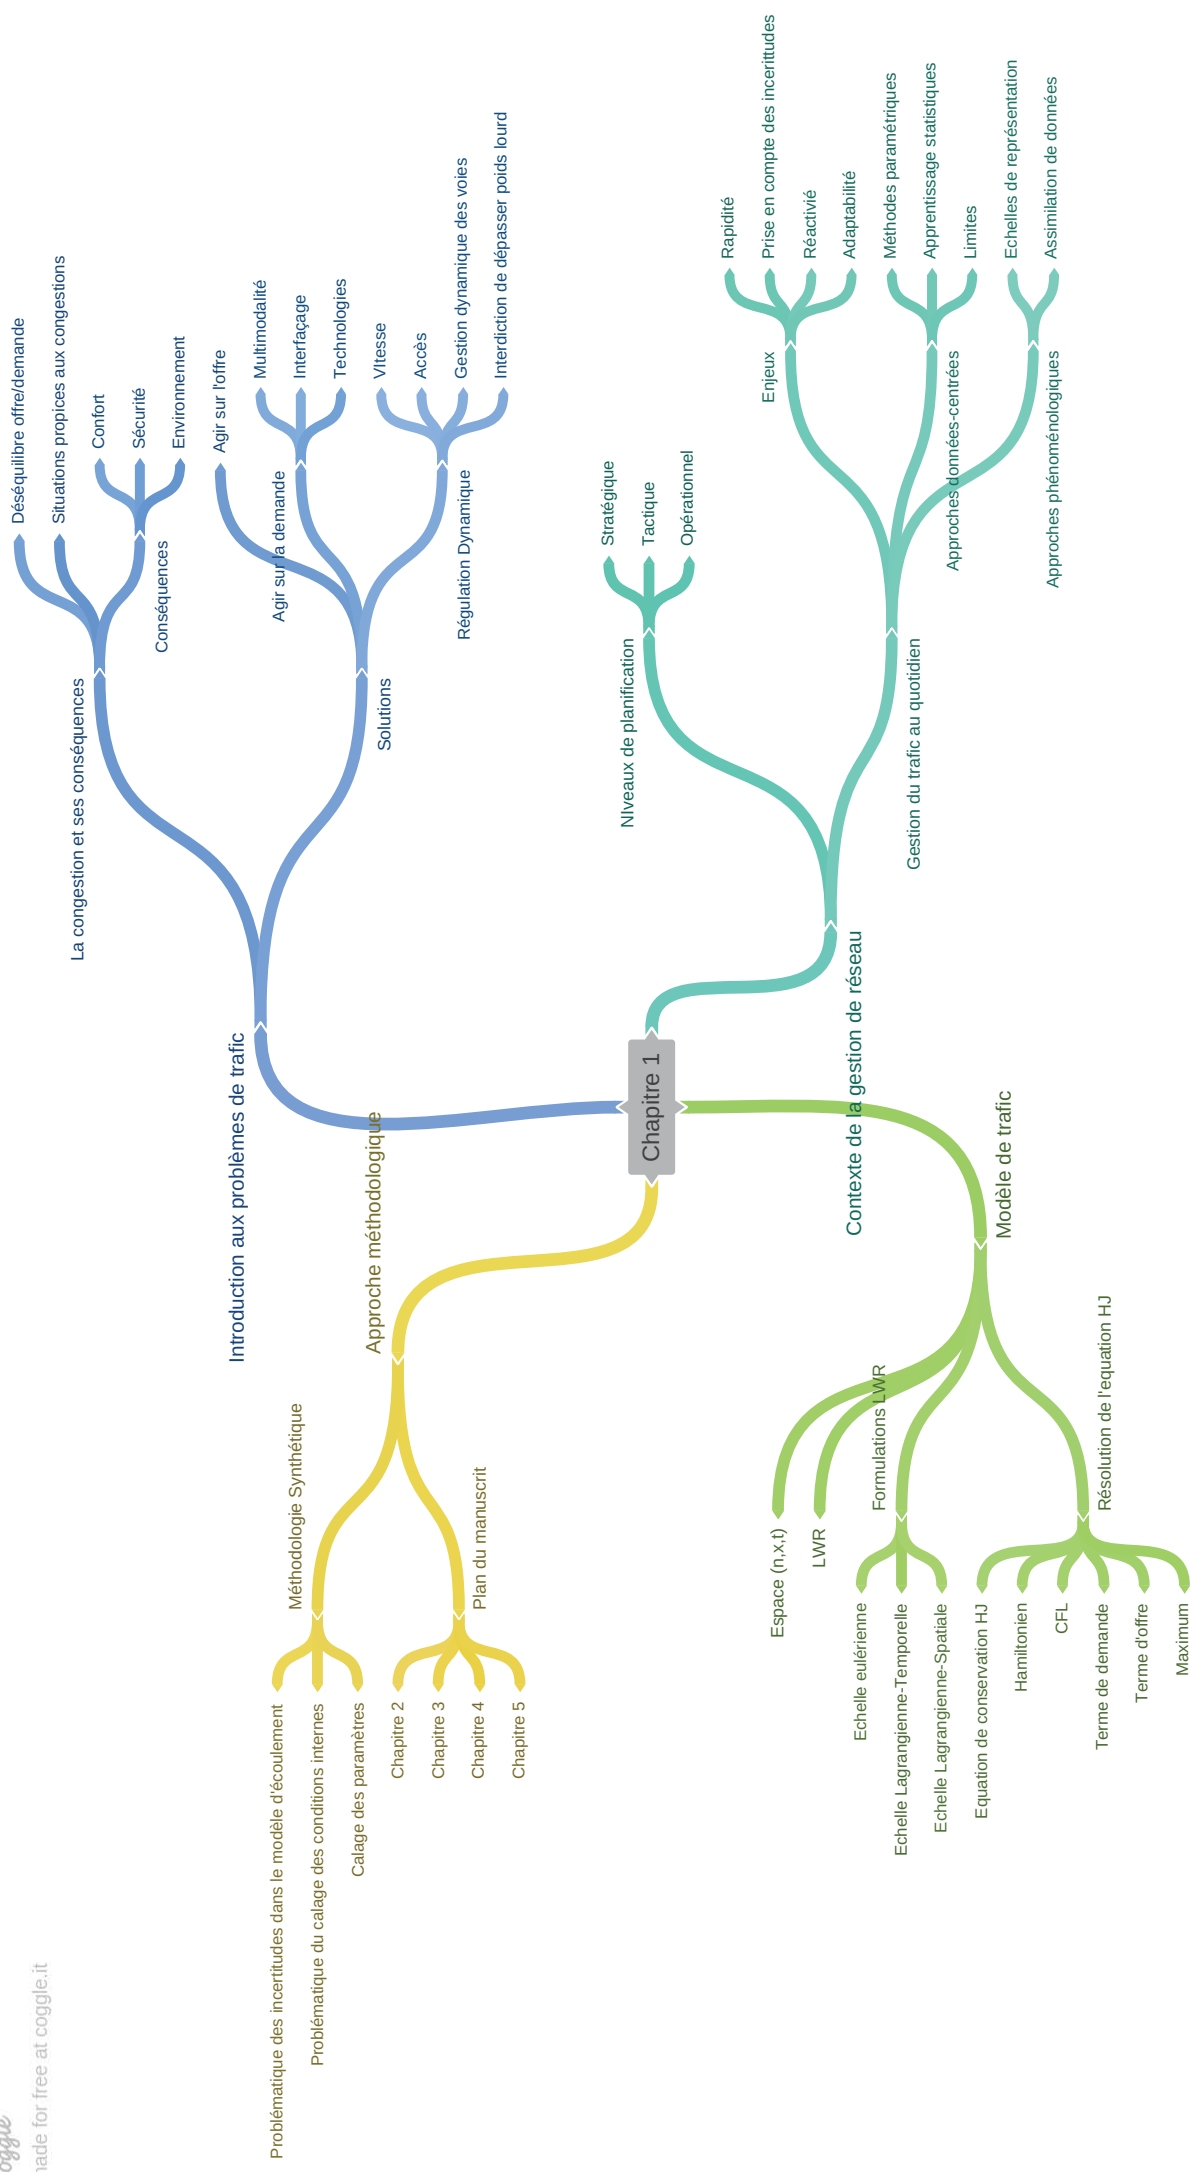 Chapitre 1
Introduction aux problèmes de trafic
La congestion et ses conséquences
Déséquilibre offre/demande
Situations propices aux congestions
Conséquences
Confort
Sécurité
Environnement
Solutions
Agir sur l'offre
Agir sur la demande
Multimodalité
Interfaçage
Technologies
Régulation Dynamique
VItesse
Accès
Gestion dynamique des voies
Interdiction de dépasser poids lourd
Contexte de la gestion de réseau
NIveaux de planification
Stratégique
Tactique
Opérationnel
Gestion du trafic au quotidien
Enjeux
Rapidité
Prise en compte des incerittudes
Réactivié
Adaptabilité
Approches données-centrées
Méthodes paramétriques
Apprentissage statistiques
Limites
Approches phénoménologiques
Echelles de représentation
Assimilation de données
Approche méthodologique
Méthodologie Synthétique
Problématique des incertitudes dans le modèle d'écoulement
Problématique du calage des conditions internes
Calage des paramètres
Plan du manuscrit
Chapitre 2
Chapitre 3
Chapitre 4
Chapitre 5
Modèle de trafic
Espace (n,x,t)
LWR
Formulations LWR
Echelle eulérienne
Echelle Lagrangienne-Temporelle
Echelle Lagrangienne-Spatiale
Résolution de l'equation HJ
Equation de conservation HJ
Hamiltonien
CFL
Terme de demande
Terme d'offre
Maximum
oggle
made for free at coggle.it